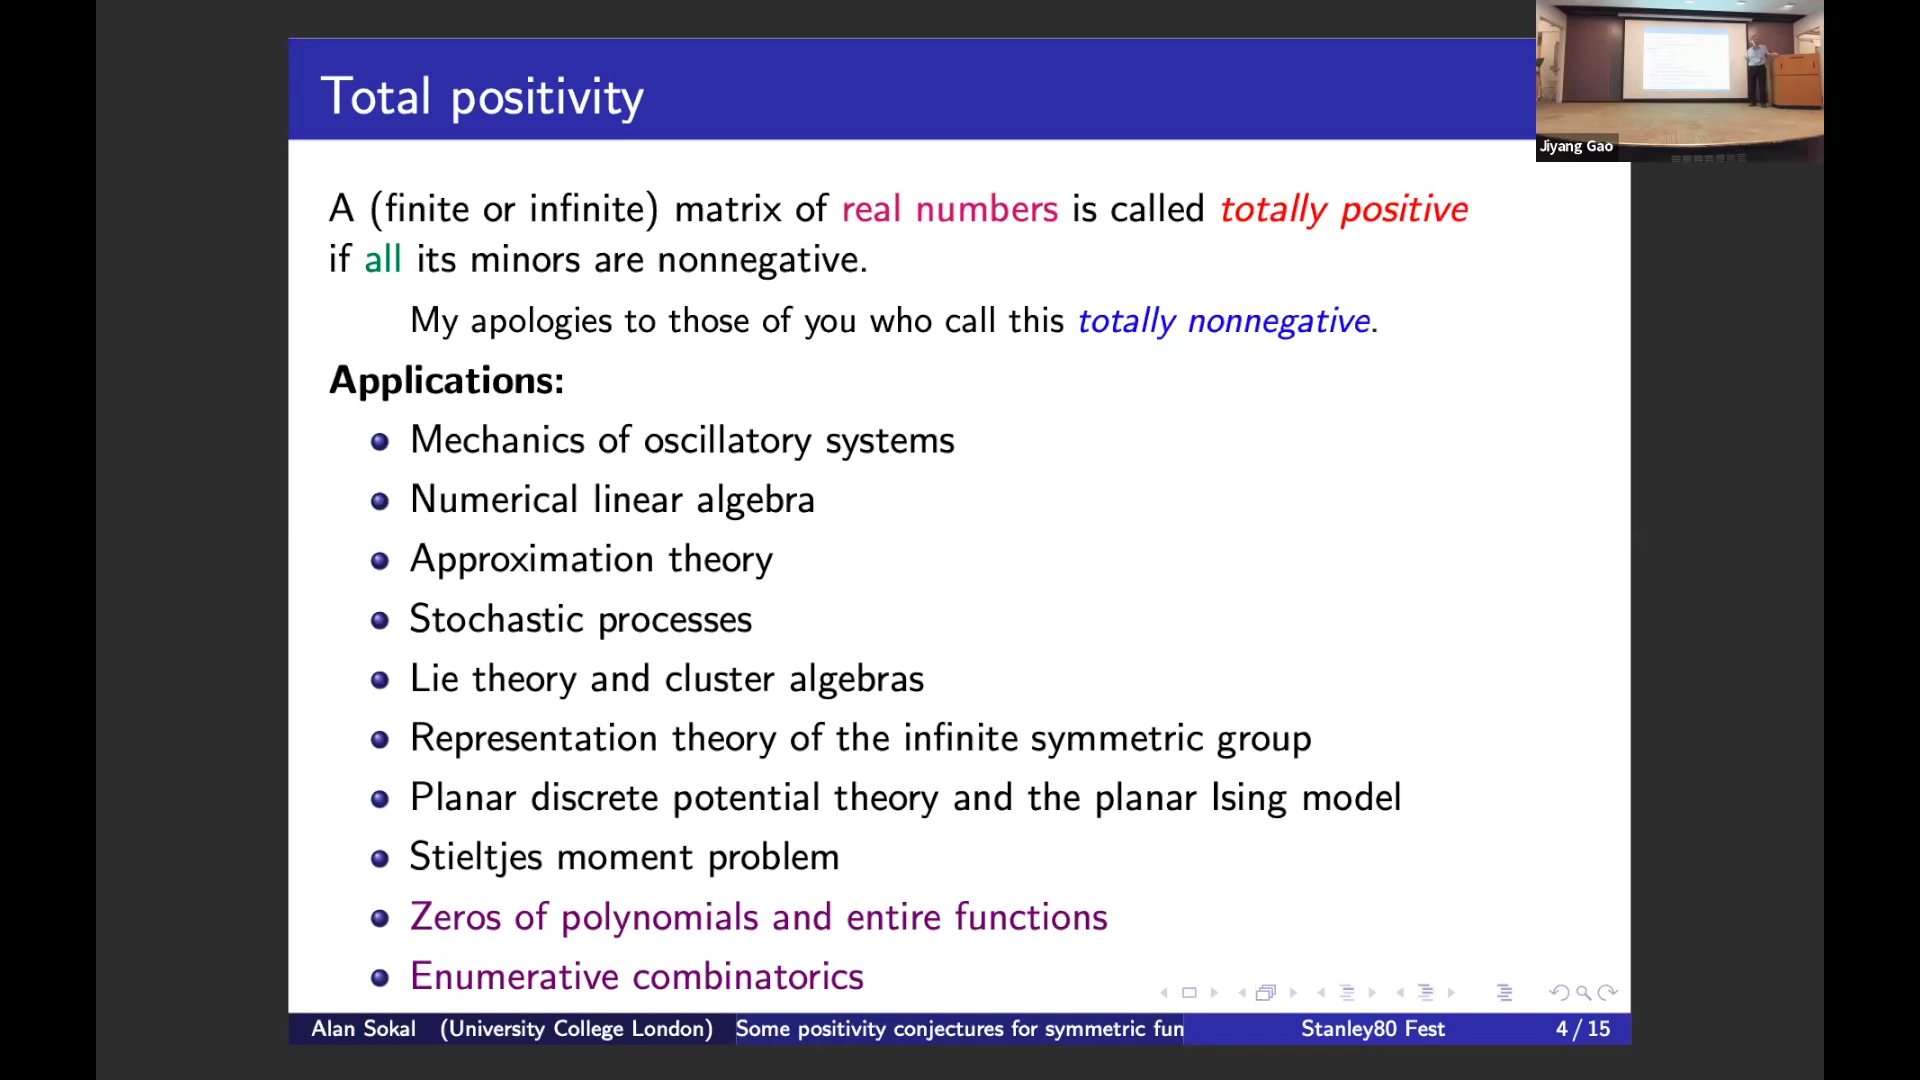 Total positivity
Jiyang Gao
A (finite or infinite) matrix of real numbers is called totally positive
if all its minors are nonnegative.
My apologies to those of you who call this totally nonnegative.
Applications:
Mechanics of oscillatory systems
Numerical linear algebra
Approximation theory
Stochastic processes
Lie theory and cluster algebras
Representation theory of the infinite symmetric group
Planar discrete potential theory and the planar Ising model
Stieltjes moment problem
Zeros of polynomials and entire functions
Enumerative combinatorics
Alan Sokal (University College London) Some positivity conjectures for symmetric fun Stanley80 Fest 4 / 15